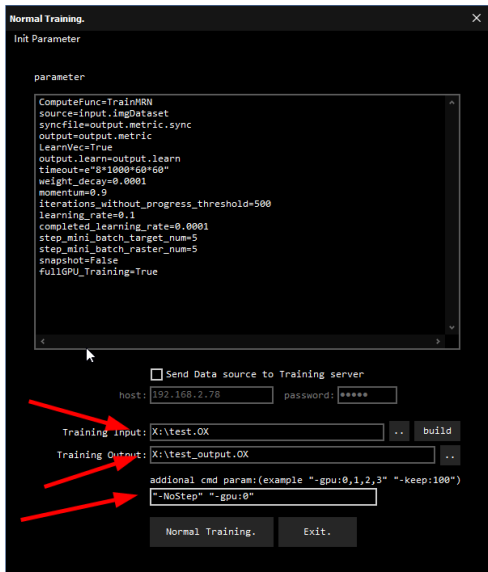 Normal Training.
Init Parameter
parameter
ComputeFunc=TrainMRN
source=input.imgDataset
syncfile=output.metric.sync
output=output.metric
LearnVec=True
output.learn=output.learn
timeout=e"8*1000*60*60"
weight_decay=0.0001
momentum=0.9
iterations_without_progress_threshold=500
learning_rate=0.1
completed_learning_rate=0.0001
step_mini_batch_target_num=5
step_mini_batch_raster_num=5
snapshot=False
fullGPU_Training=True
Send Data source to Training server
host: 192.168.2.78 password: •••••
Training Input: X:\test.OX .. build
Training Output: X:\test_output.OX ..
addional cmd param:(example "-gpu:0,1,2,3" "-keep:100")
"-NoStep" "-gpu:0"
Normal Training. Exit.